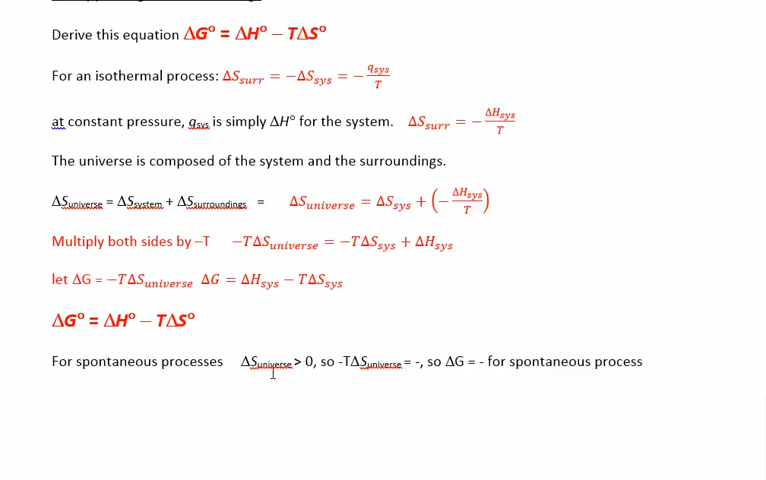 Derive this equation ΔG° = ΔH° – TΔS°
For an isothermal process: ΔS_surr = −ΔS_sys = − q_sys / T
at constant pressure, q_sys is simply ΔH° for the system. ΔS_surr = − ΔH_sys / T
The universe is composed of the system and the surroundings.
ΔS_universe = ΔS_system + ΔS_surroundings = ΔS_universe = ΔS_sys + (− ΔH_sys / T)
Multiply both sides by –T −TΔS_universe = −TΔS_sys + ΔH_sys
let ΔG = −TΔS_universe ΔG = ΔH_sys − TΔS_sys
ΔG° = ΔH° – TΔS°
For spontaneous processes ΔS_universe > 0, so -TΔS_universe = -, so ΔG = - for spontaneous process